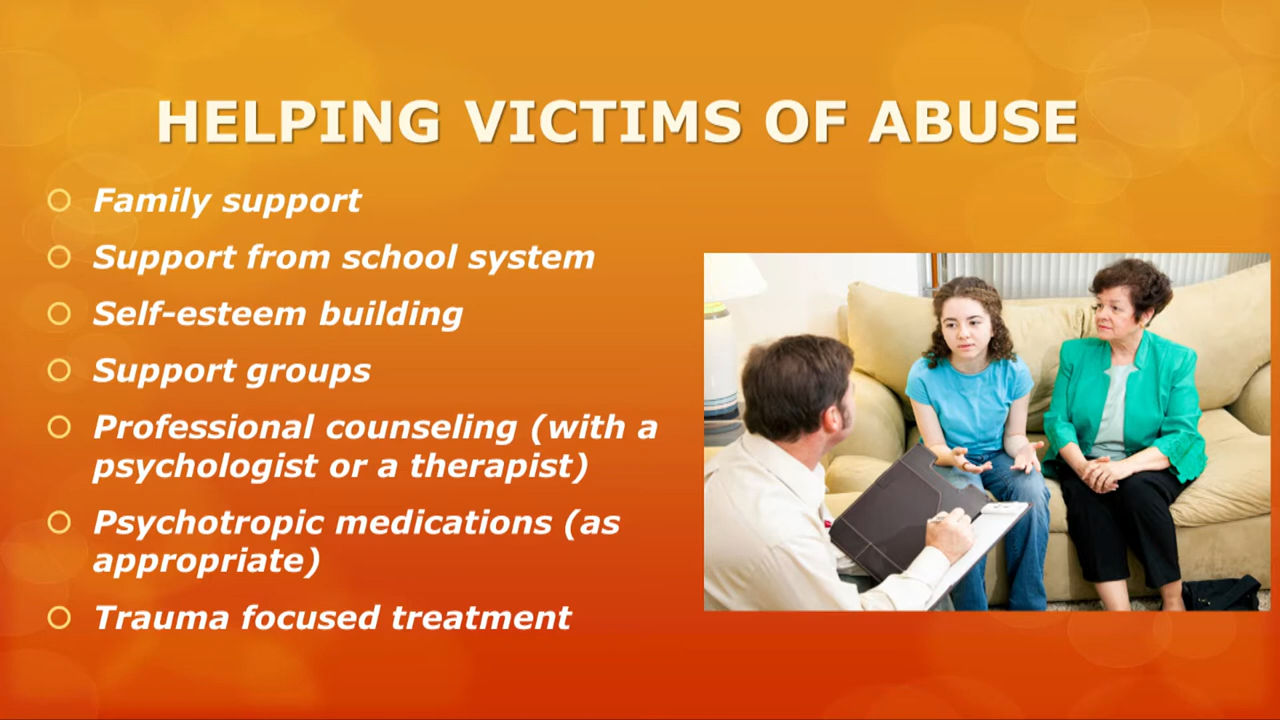 HELPING VICTIMS OF ABUSE
Family support
Support from school system
Self-esteem building
Support groups
Professional counseling (with a
psychologist or a therapist)
Psychotropic medications (as
appropriate)
Trauma focused treatment